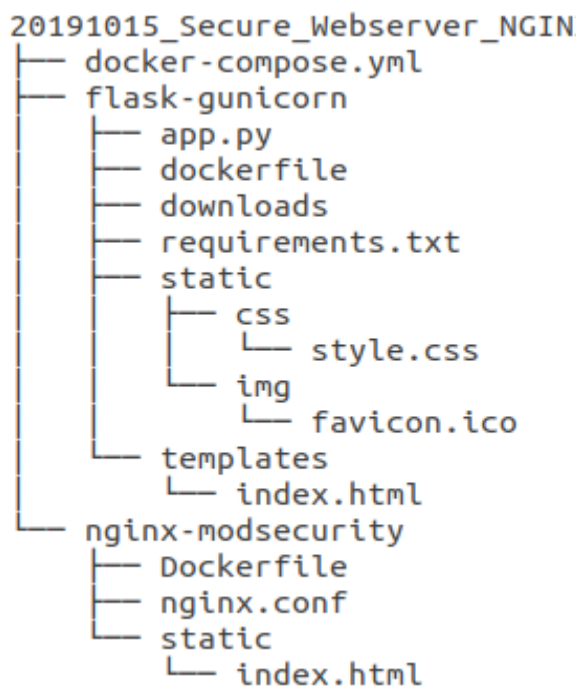 20191015_Secure_Webserver_NGIN
├── docker-compose.yml
├── flask-gunicorn
│   ├── app.py
│   ├── dockerfile
│   ├── downloads
│   ├── requirements.txt
│   ├── static
│   │   ├── css
│   │   │   └── style.css
│   │   └── img
│   │       └── favicon.ico
│   └── templates
│       └── index.html
└── nginx-modsecurity
    ├── Dockerfile
    ├── nginx.conf
    └── static
        └── index.html